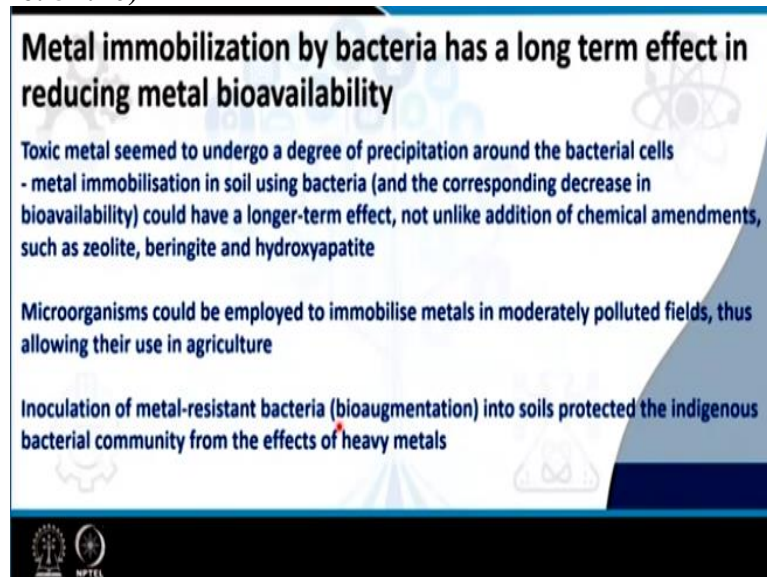 Metal immobilization by bacteria has a long term effect in
reducing metal bioavailability
Toxic metal seemed to undergo a degree of precipitation around the bacterial cells
- metal immobilisation in soil using bacteria (and the corresponding decrease in
bioavailability) could have a longer-term effect, not unlike addition of chemical amendments,
such as zeolite, beringite and hydroxyapatite
Microorganisms could be employed to immobilise metals in moderately polluted fields, thus
allowing their use in agriculture
Inoculation of metal-resistant bacteria (bioaugmentation) into soils protected the indigenous
bacterial community from the effects of heavy metals
NPTEL